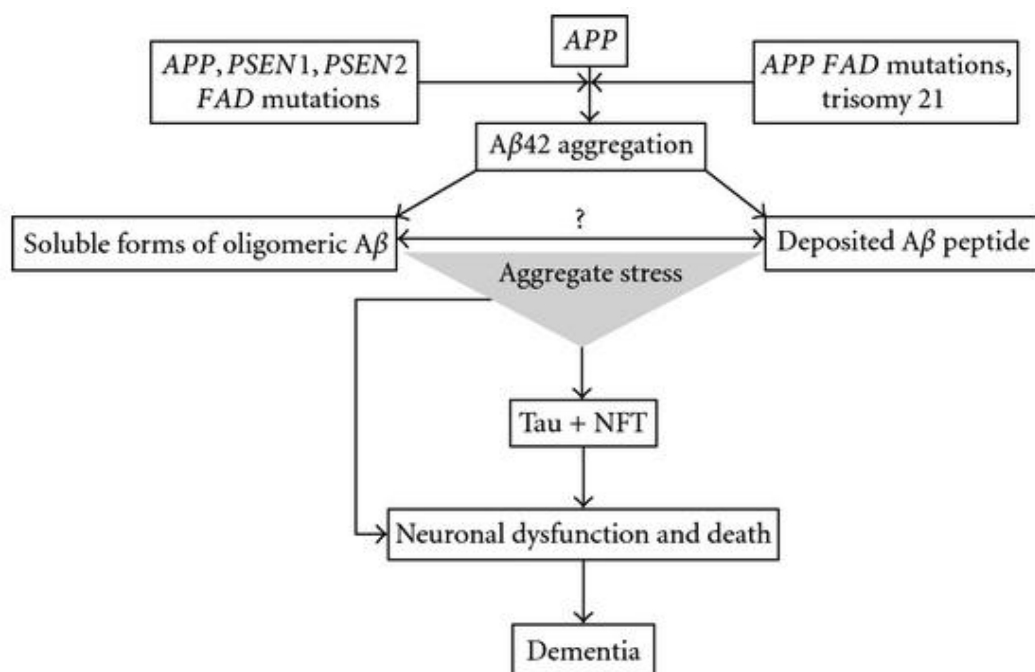 APP
APP, PSEN1, PSEN2
FAD mutations
APP FAD mutations,
trisomy 21
Aβ42 aggregation
?
Soluble forms of oligomeric Aβ
Deposited Aβ peptide
Aggregate stress
Tau + NFT
Neuronal dysfunction and death
Dementia